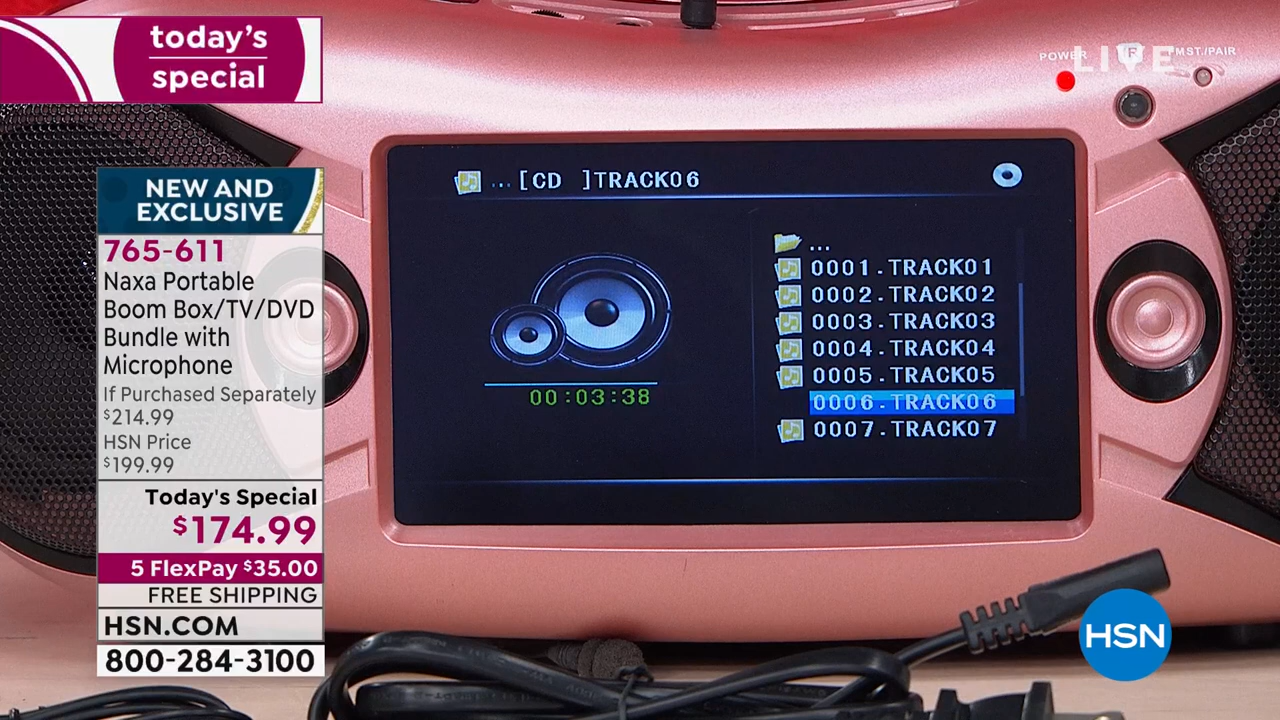 today's
special
LIVE
POWER
RMST./PAIR
NEW AND
EXCLUSIVE
765-611
Naxa Portable
Boom Box/TV/DVD
Bundle with
Microphone
If Purchased Separately
$214.99
HSN Price
$199.99
Today's Special
$174.99
5 FlexPay $35.00
FREE SHIPPING
HSN.COM
800-284-3100
... [CD ]TRACK06
00:03:38
...
0001.TRACK01
0002.TRACK02
0003.TRACK03
0004.TRACK04
0005.TRACK05
0006.TRACK06
0007.TRACK07
HSN